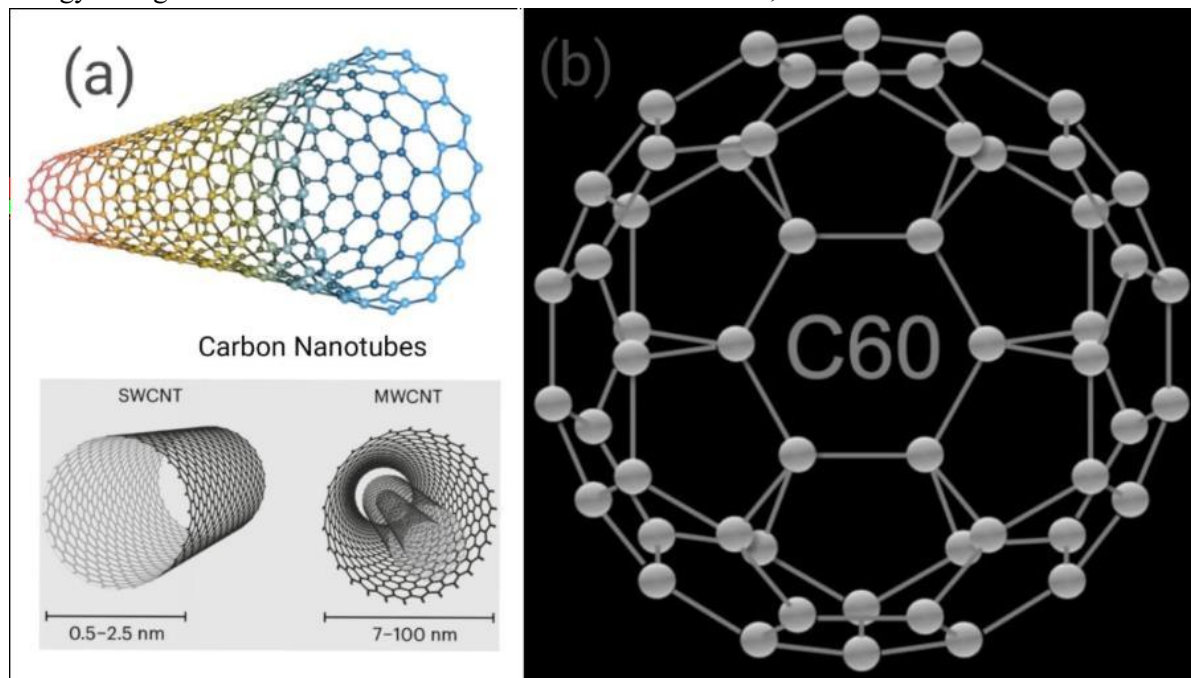 (a)
Carbon Nanotubes
SWCNT
MWCNT
0.5–2.5 nm
7–100 nm
(b)
C60